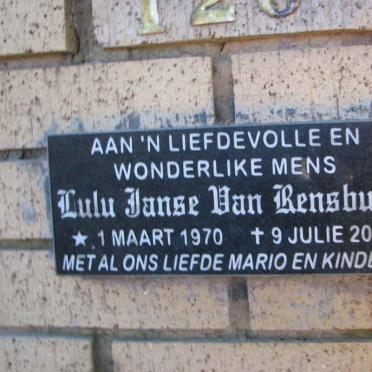 12
AAN 'N LIEFDEVOLLE EN
WONDERLIKE MENS
Lulu Janse Van Rensbu
★ 1 MAART 1970 ✝ 9 JULIE 20
MET AL ONS LIEFDE MARIO EN KINDE